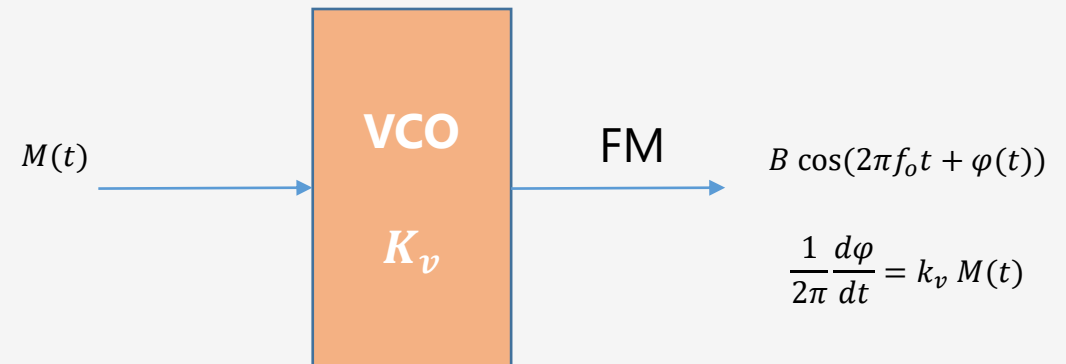 M(t)
VCO
K_v
FM
B cos(2πf_o t + φ(t))
1/2π dφ/dt = k_v M(t)